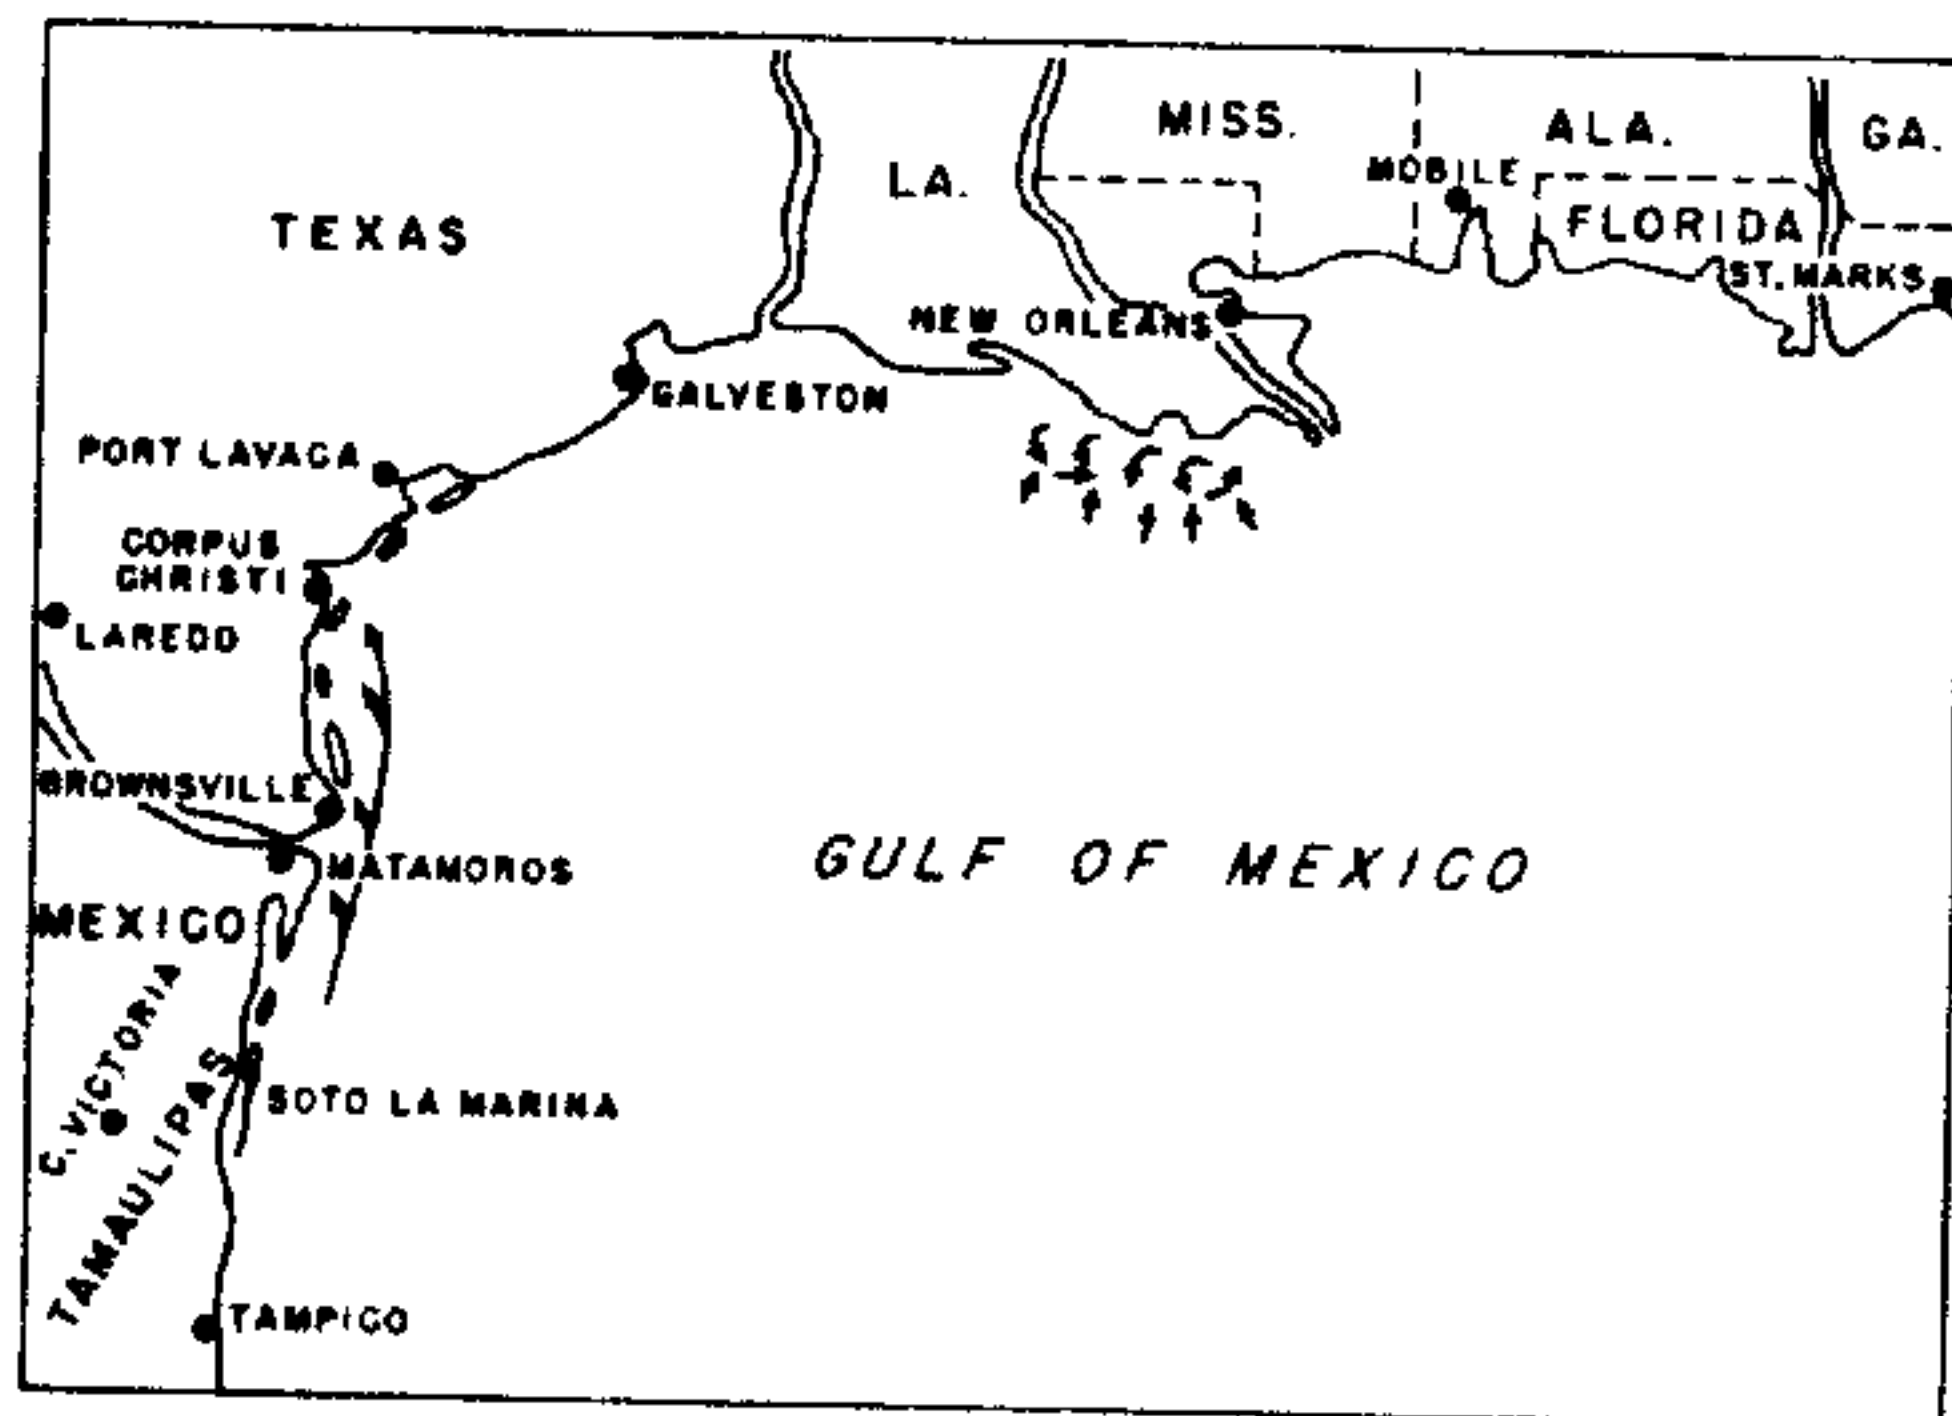 MISS.
ALA.
GA.
MOBILE
LA.
TEXAS
FLORIDA
ST. MARKS
NEW ORLEANS
GALVESTON
PORT LAVACA
CORPUS
CHRISTI
LAREDO
BROWNSVILLE
GULF OF MEXICO
MATAMOROS
MEXICO
C. VICTORIA
TAMAULIPAS
SOTO LA MARINA
TAMPICO